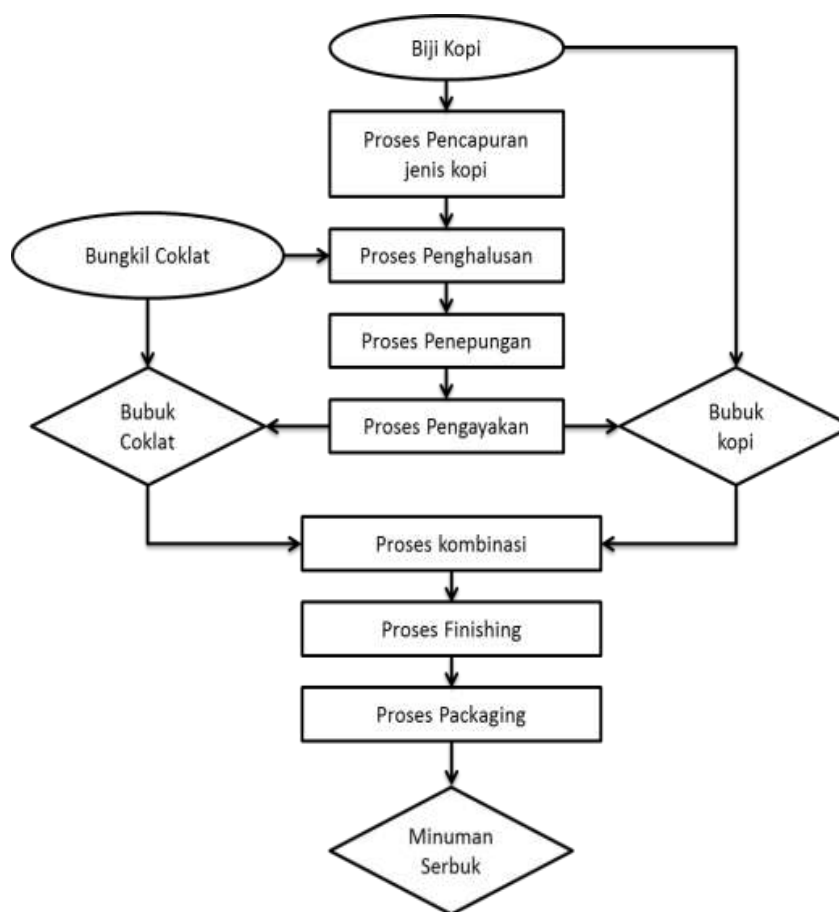 Biji Kopi
Proses Pencapuran
jenis kopi
Bungkil Coklat
Proses Penghalusan
Proses Penepungan
Bubuk
Coklat
Proses Pengayakan
Bubuk
kopi
Proses kombinasi
Proses Finishing
Proses Packaging
Minuman
Serbuk